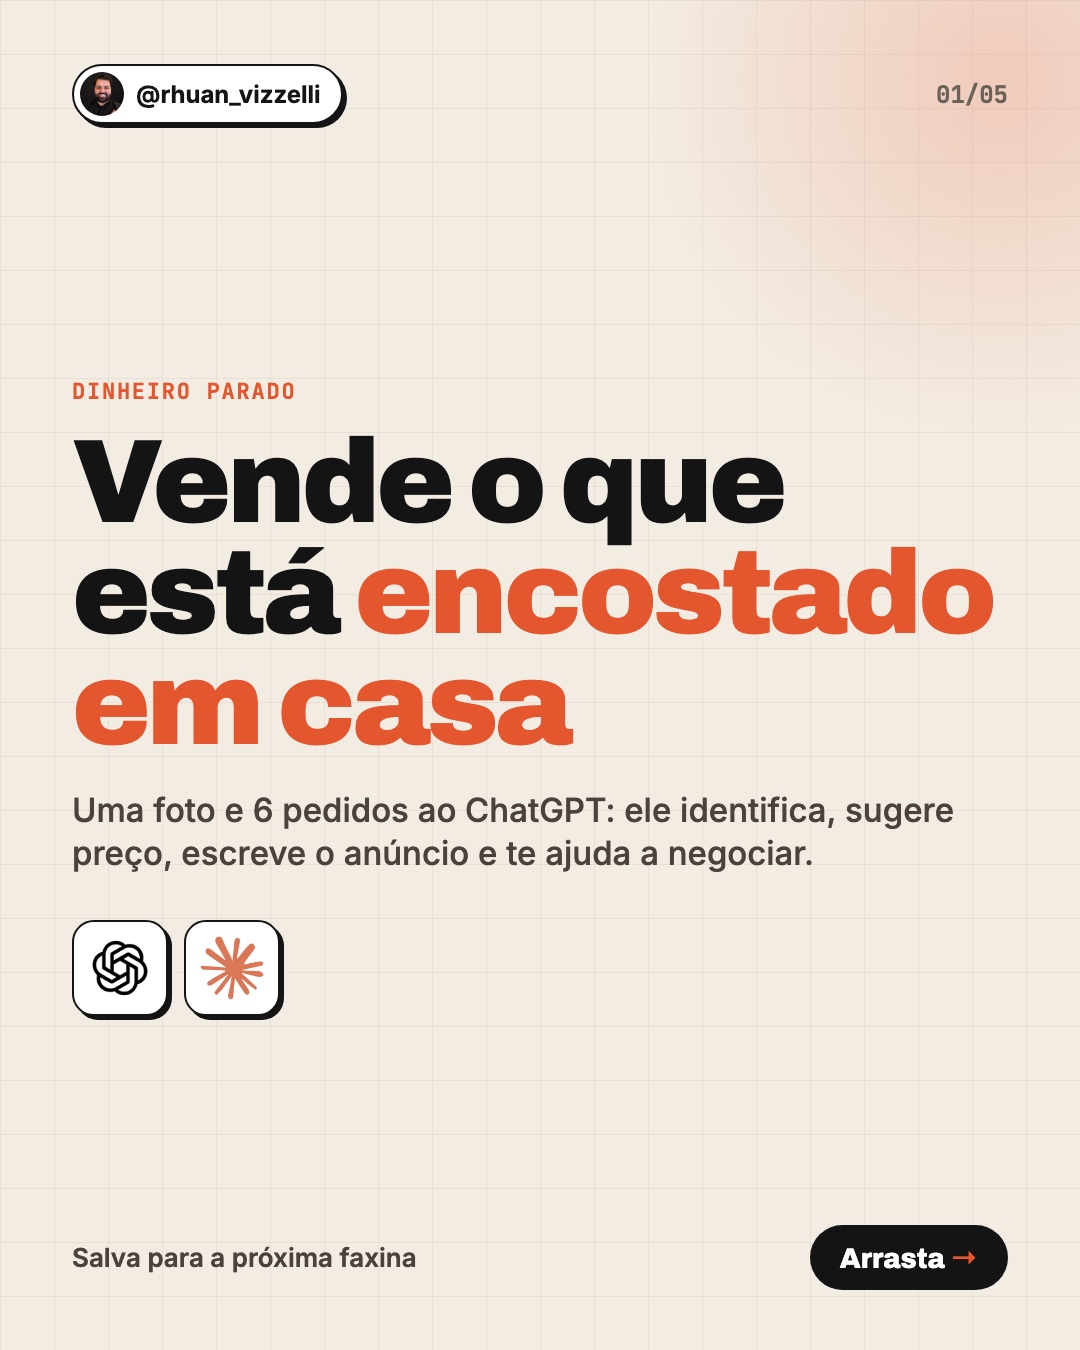 @rhuan_vizzelli
01/05
DINHEIRO PARADO
Vende o que
está encostado
em casa
Uma foto e 6 pedidos ao ChatGPT: ele identifica, sugere
preço, escreve o anúncio e te ajuda a negociar.
Salva para a próxima faxina
Arrasta →